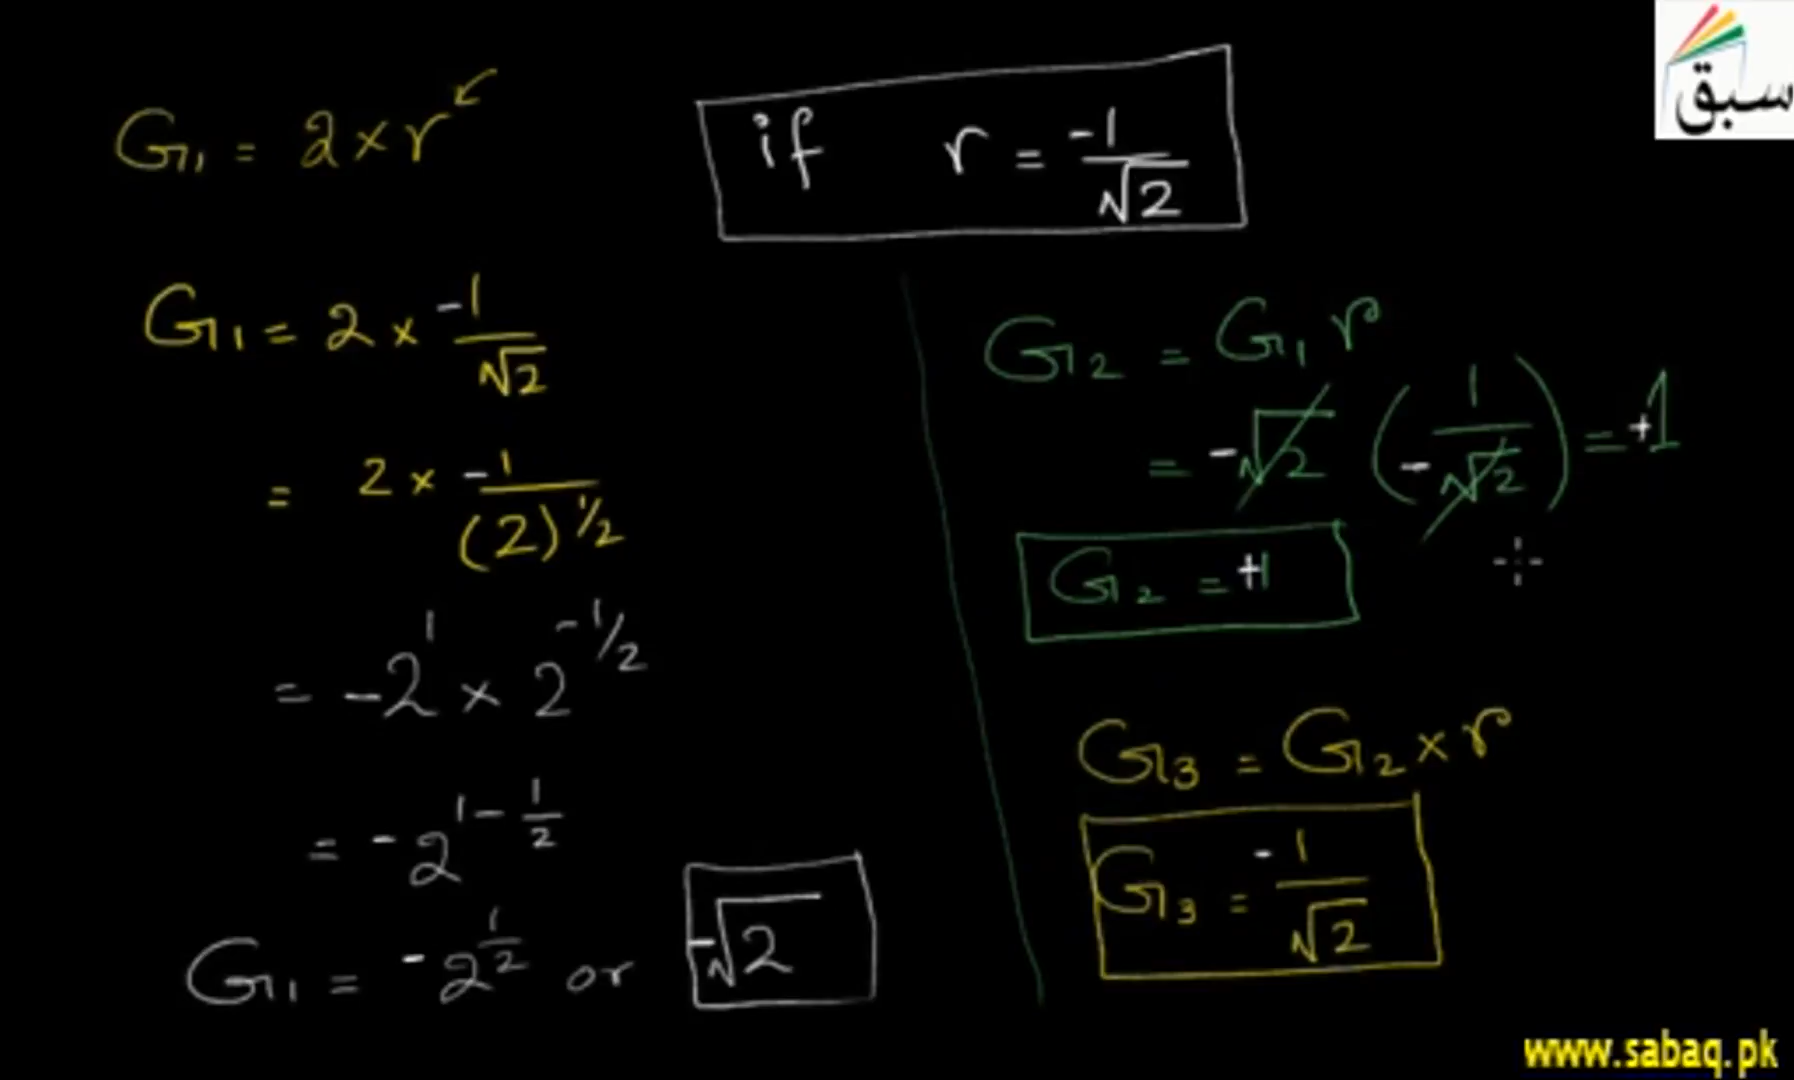 سبق
G₁ = 2 × r
if r = -1/√2
G₁ = 2 × -1/√2
= 2 × -1/(2)^1/2
= -2^1 × 2^-1/2
= -2^(1 - 1/2)
G₁ = -2^1/2 or -√2
G₂ = G₁ r
= -√2 (-1/√2) = +1
G₂ = +1
G₃ = G₂ × r
G₃ = -1/√2
www.sabaq.pk